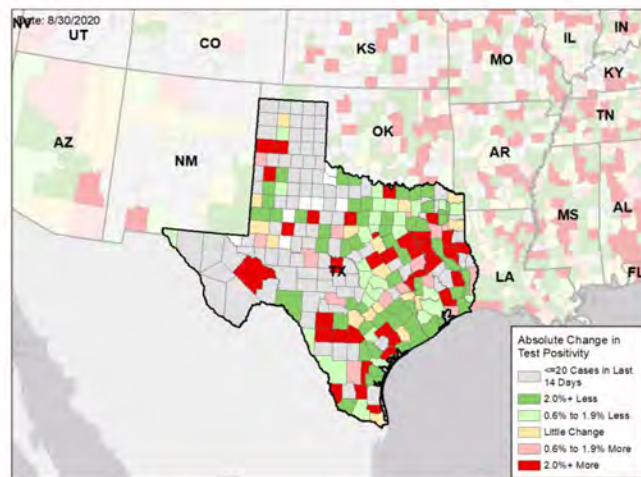 Date: 8/30/2020
NV
UT
CO
KS
MO
IL
IN
KY
AZ
NM
OK
AR
TN
TX
LA
MS
AL
FL
Absolute Change in
Test Positivity
<=20 Cases in Last
14 Days
2.0%+ Less
0.6% to 1.9% Less
Little Change
0.6% to 1.9% More
2.0%+ More